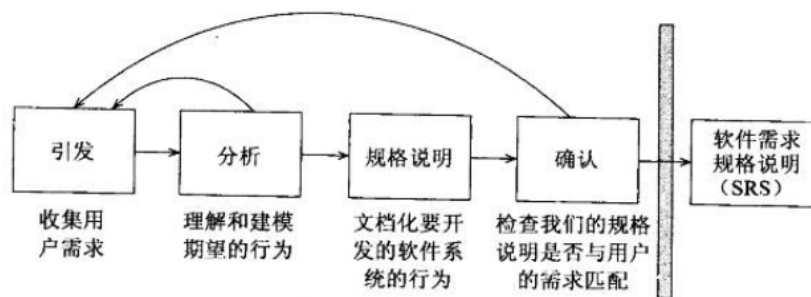 引发
分析
规格说明
确认
软件需求
规格说明
（SRS）
收集用
户需求
理解和建模
期望的行为
文档化要开
发的软件系
统的行为
检查我们的规格
说明是否与用户
的需求匹配